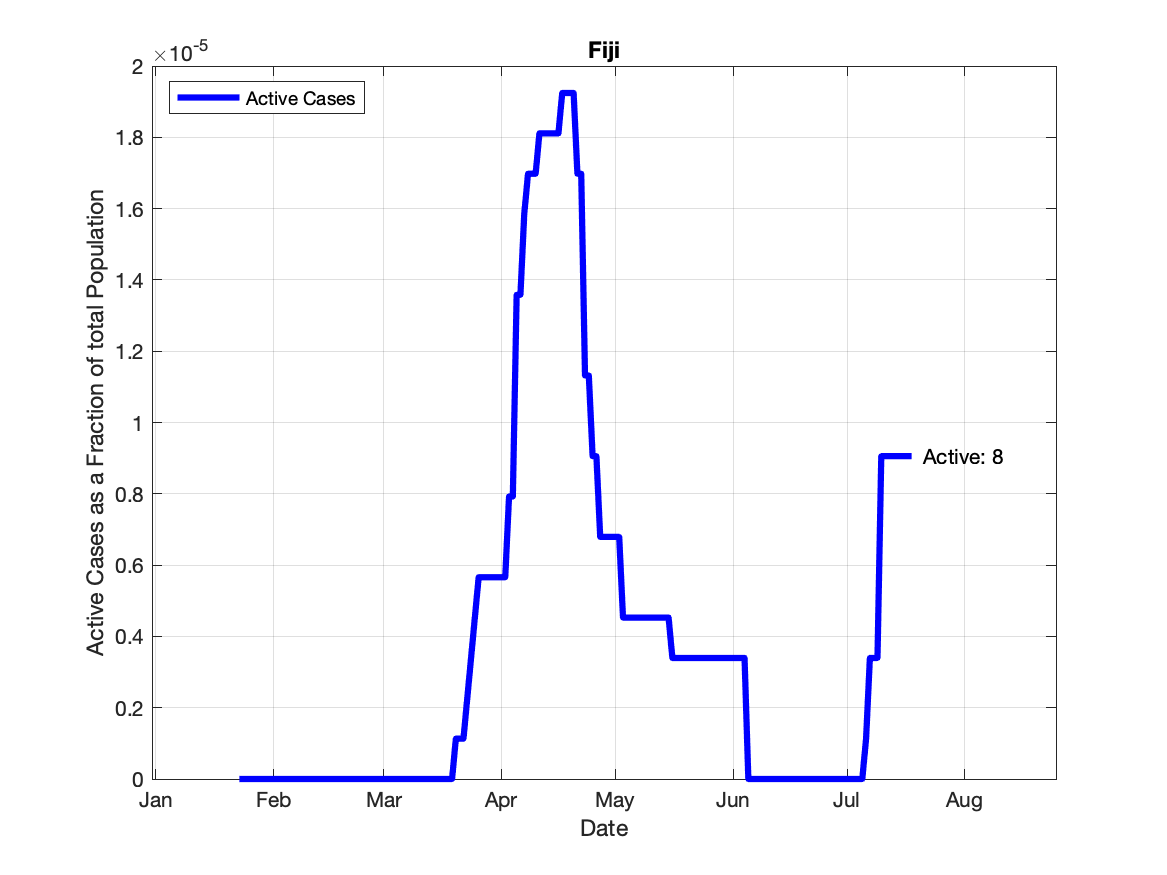 Fiji
×10-5
Active Cases
2
1.8
1.6
1.4
1.2
1
0.8
0.6
0.4
0.2
0
Active Cases as a Fraction of total Population
Active: 8
Jan Feb Mar Apr May Jun Jul Aug
Date